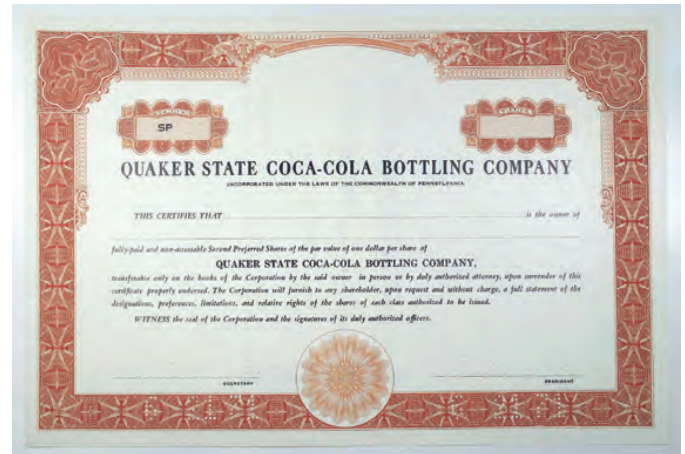 NUMBER
SHARES
SP
QUAKER STATE COCA-COLA BOTTLING COMPANY
INCORPORATED UNDER THE LAWS OF THE COMMONWEALTH OF PENNSYLVANIA
THIS CERTIFIES THAT is the owner of
fully-paid and non-assessable Second Preferred Shares of the par value of one dollar per share of
QUAKER STATE COCA-COLA BOTTLING COMPANY,
transferable only on the books of the Corporation by the said owner in person or by duly authorized attorney, upon surrender of this
certificate properly endorsed. The Corporation will furnish to any shareholder, upon request and without charge, a full statement of the
designations, preferences, limitations, and relative rights of the shares of each class authorized to be issued.
WITNESS the seal of the Corporation and the signatures of its duly authorized officers.
SECRETARY
PRESIDENT